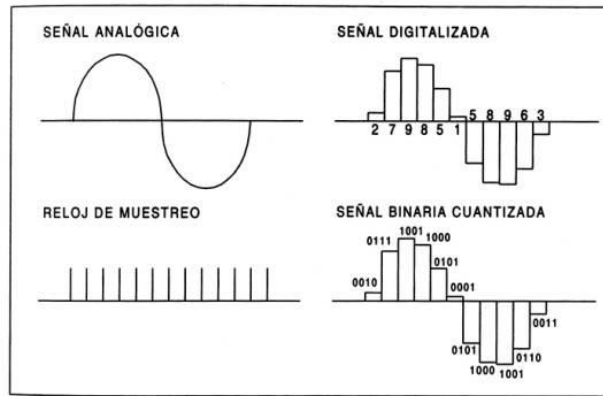 SEÑAL ANALÓGICA
SEÑAL DIGITALIZADA
2 7 9 8 5 1 5 8 9 6 3
RELOJ DE MUESTREO
SEÑAL BINARIA CUANTIZADA
0010 0111 1001 1000 0101 0001
0101 1000 1001 0110 0011